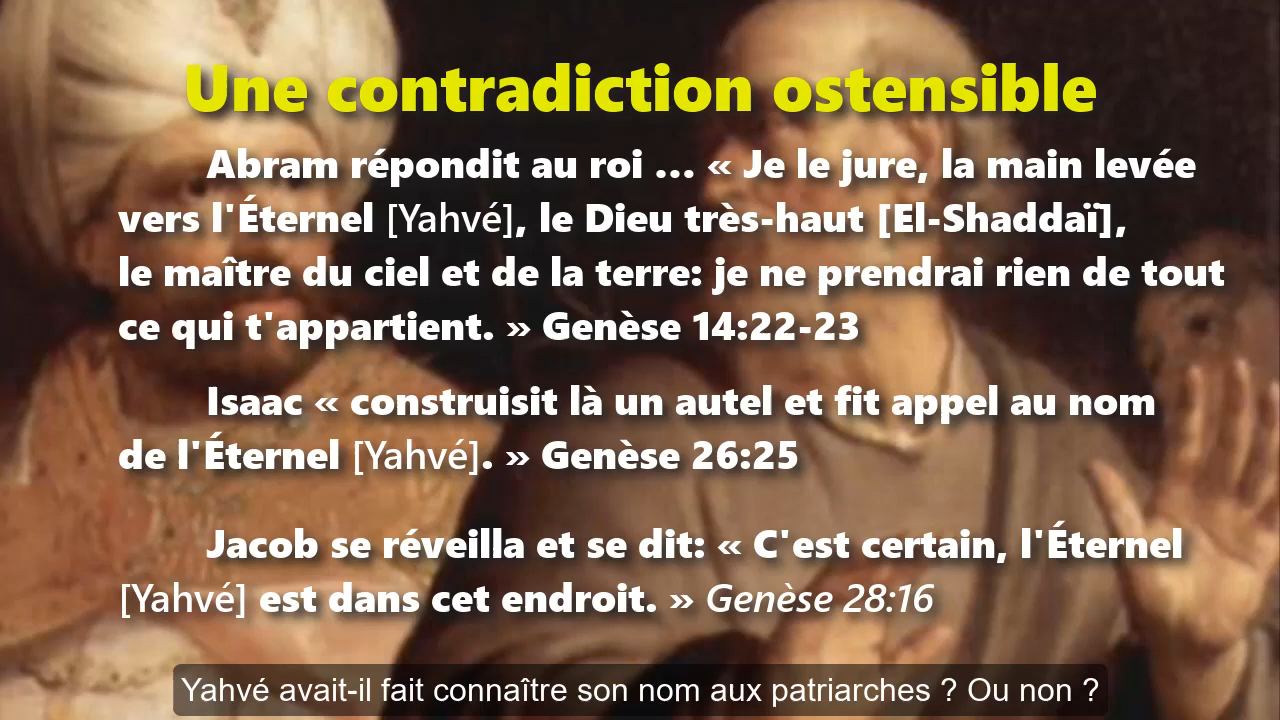 Une contradiction ostensible
Abram répondit au roi ... « Je le jure, la main levée
vers l'Éternel [Yahvé], le Dieu très-haut [El-Shaddaï],
le maître du ciel et de la terre: je ne prendrai rien de tout
ce qui t'appartient. » Genèse 14:22-23
Isaac « construisit là un autel et fit appel au nom
de l'Éternel [Yahvé]. » Genèse 26:25
Jacob se réveilla et se dit: « C'est certain, l'Éternel
[Yahvé] est dans cet endroit. » Genèse 28:16
Yahvé avait-il fait connaître son nom aux patriarches ? Ou non ?